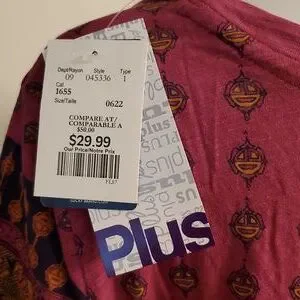 Dept/Rayon Style Type
09 045336 1
Cat
1655
Size/Taille
0622
COMPARE AT/
COMPARABLE A
$50.00
$29.99
Our Price/Notre Prix
Plus
Plus